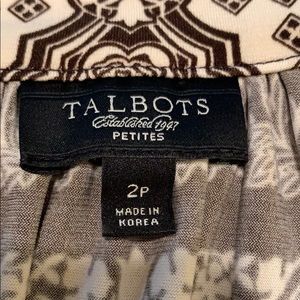 TALBOTS
Established 1947
PETITES
2P
MADE IN
KOREA